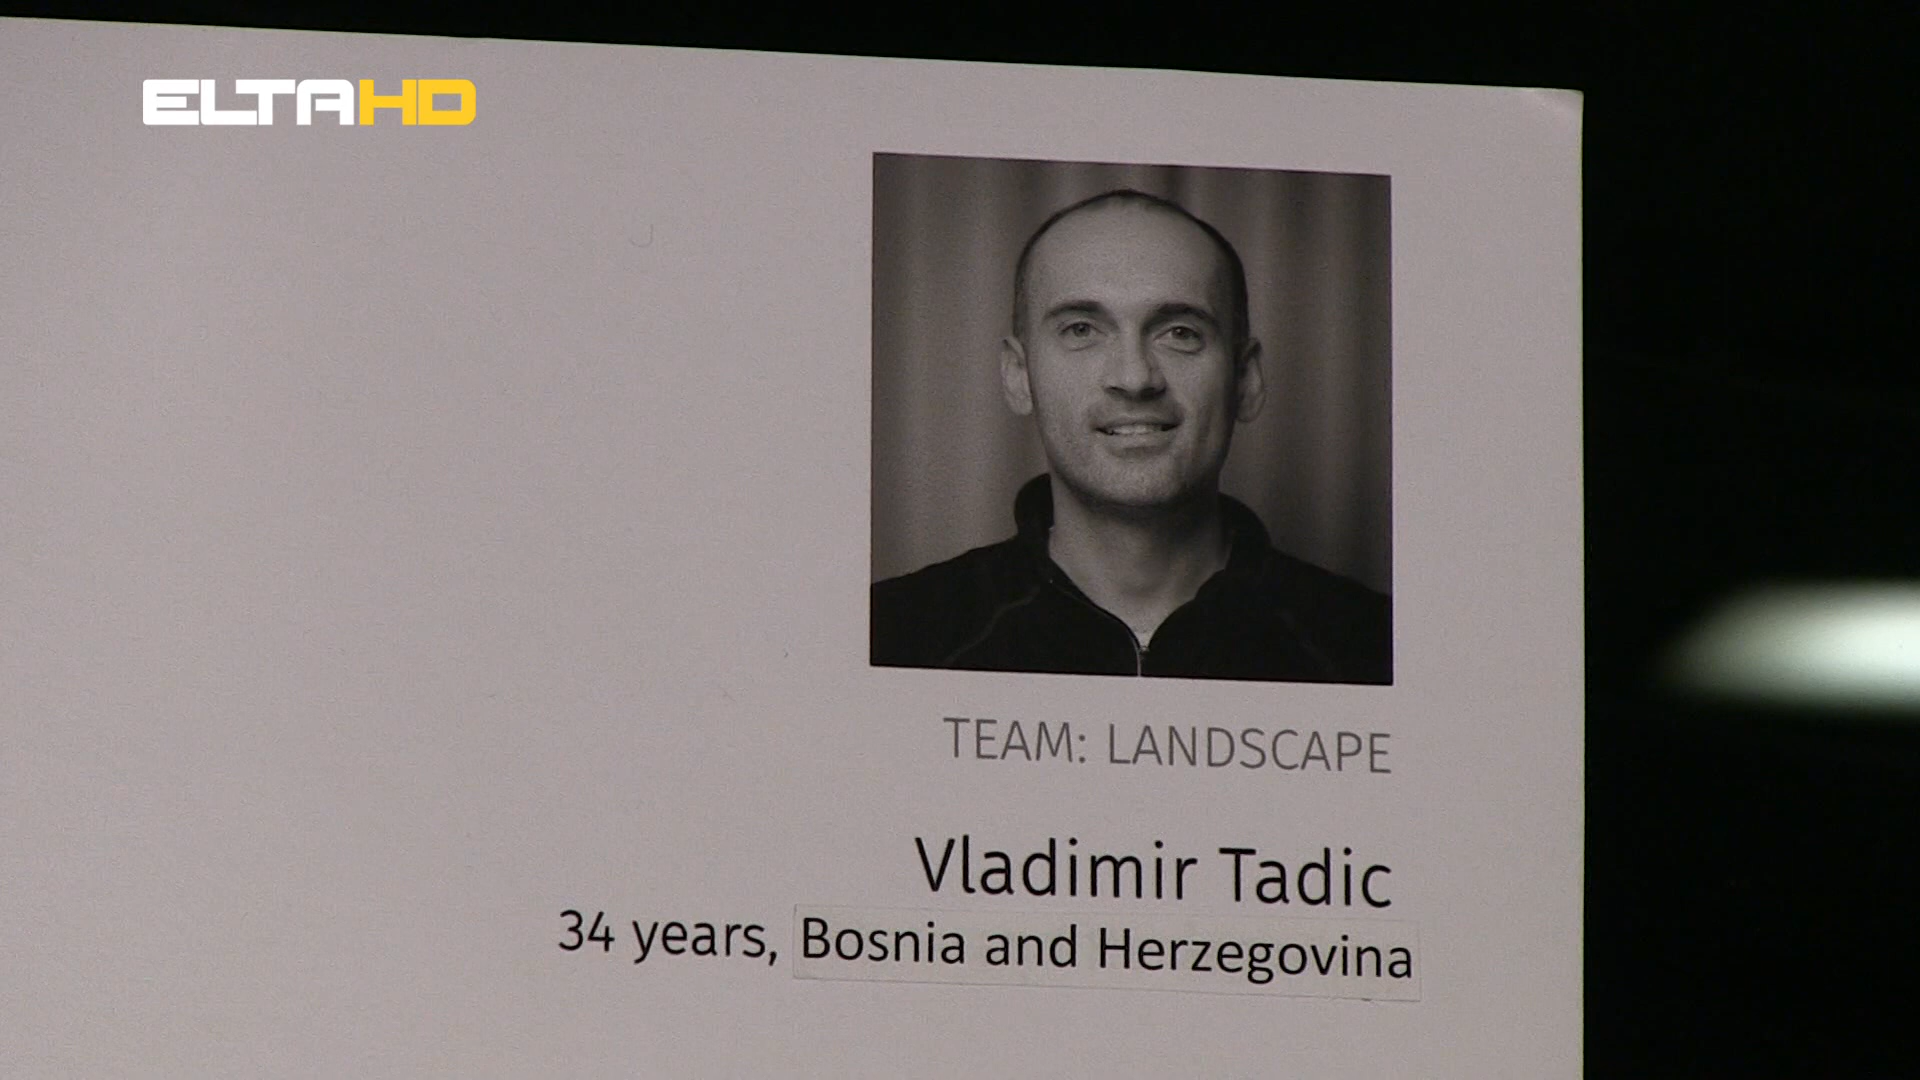 ELTAHD
TEAM: LANDSCAPE
Vladimir Tadic
34 years, Bosnia and Herzegovina